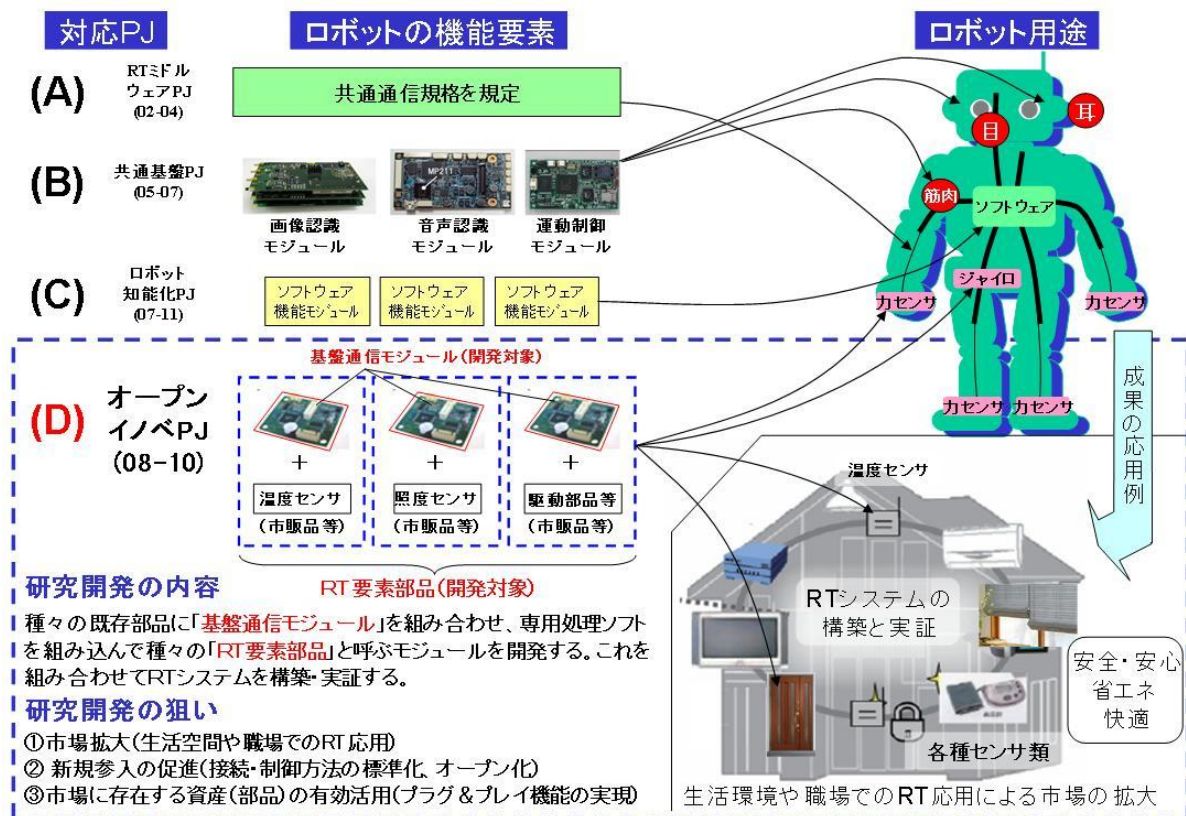 対応PJ
ロボットの機能要素
ロボット用途
(A)
RTミドル
ウェアPJ
(02-04)
共通通信規格を規定
(B)
共通基盤PJ
(05-07)
MP211
画像認識
モジュール
音声認識
モジュール
運動制御
モジュール
(C)
ロボット
知能化PJ
(07-11)
ソフトウェア
機能モジュール
ソフトウェア
機能モジュール
ソフトウェア
機能モジュール
目
耳
筋肉
ソフトウェア
ジャイロ
力センサ
力センサ
力センサ
力センサ
(D)
オープン
イノベPJ
(08-10)
基盤通信モジュール(開発対象)
+
+
+
温度センサ
照度センサ
駆動部品等
(市販品等)
(市販品等)
(市販品等)
RT要素部品(開発対象)
研究開発の内容
種々の既存部品に「基盤通信モジュール」を組み合わせ、専用処理ソフト
を組み込んで種々の「RT要素部品」と呼ぶモジュールを開発する。これを
組み合わせてRTシステムを構築・実証する。
研究開発の狙い
①市場拡大(生活空間や職場でのRT応用)
②新規参入の促進(接続・制御方法の標準化、オープン化)
③市場に存在する資産(部品)の有効活用(プラグ&プレイ機能の実現)
成果の応用例
温度センサ
RTシステムの
構築と実証
安全・安心
省エネ
快適
各種センサ類
生活環境や職場でのRT応用による市場の拡大